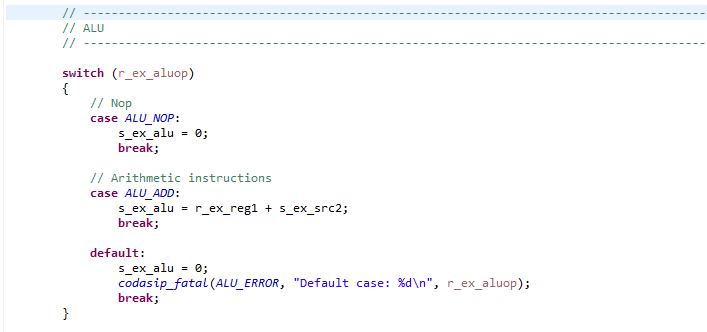 // -----------------------------------------------------------------------------------------
// ALU
// -----------------------------------------------------------------------------------------
switch (r_ex_aluop)
{
// Nop
case ALU_NOP:
s_ex_alu = 0;
break;
// Arithmetic instructions
case ALU_ADD:
s_ex_alu = r_ex_reg1 + s_ex_src2;
break;
default:
s_ex_alu = 0;
codasip_fatal(ALU_ERROR, "Default case: %d\n", r_ex_aluop);
break;
}